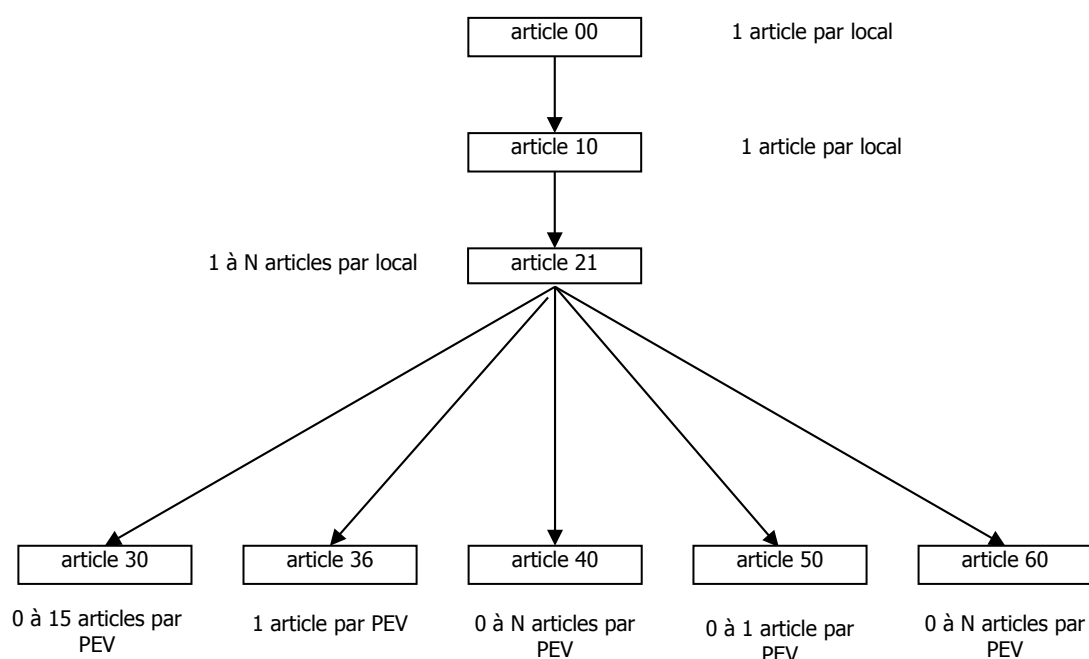 article 00
1 article par local
article 10
1 article par local
1 à N articles par local
article 21
article 30
article 36
article 40
article 50
article 60
0 à 15 articles par
PEV
1 article par PEV
0 à N articles par
PEV
0 à 1 article par
PEV
0 à N articles par
PEV